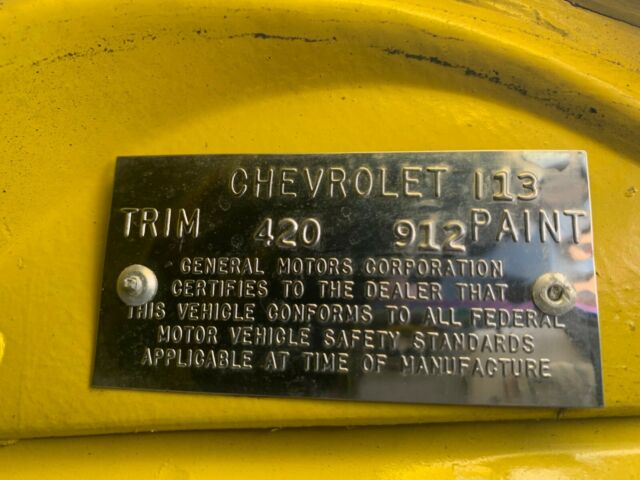 CHEVROLET I13
TRIM 420 912 PAINT
GENERAL MOTORS CORPORATION
CERTIFIES TO THE DEALER THAT
THIS VEHICLE CONFORMS TO ALL FEDERAL
MOTOR VEHICLE SAFETY STANDARDS
APPLICABLE AT TIME OF MANUFACTURE